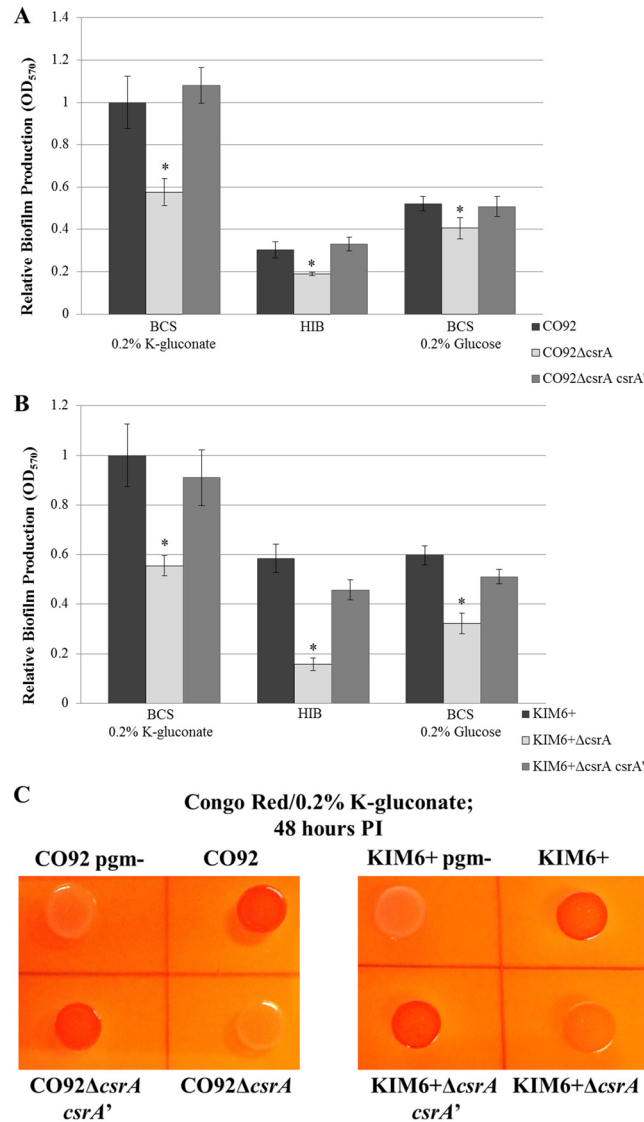 A
Relative Biofilm Production (OD570)
1.4
1.2
1
0.8
0.6
0.4
0.2
0
*
*
*
BCS
0.2% K-gluconate
HIB
BCS
0.2% Glucose
CO92
CO92ΔcsrA
CO92ΔcsrA csrA'
B
Relative Biofilm Production (OD570)
1.2
1
0.8
0.6
0.4
0.2
0
*
*
*
BCS
0.2% K-gluconate
HIB
BCS
0.2% Glucose
KIM6+
KIM6+ΔcsrA
KIM6+ΔcsrA csrA'
C
Congo Red/0.2% K-gluconate;
48 hours PI
CO92 pgm- CO92
KIM6+ pgm- KIM6+
CO92ΔcsrA
csrA’
CO92ΔcsrA
KIM6+ΔcsrA
csrA’
KIM6+ΔcsrA